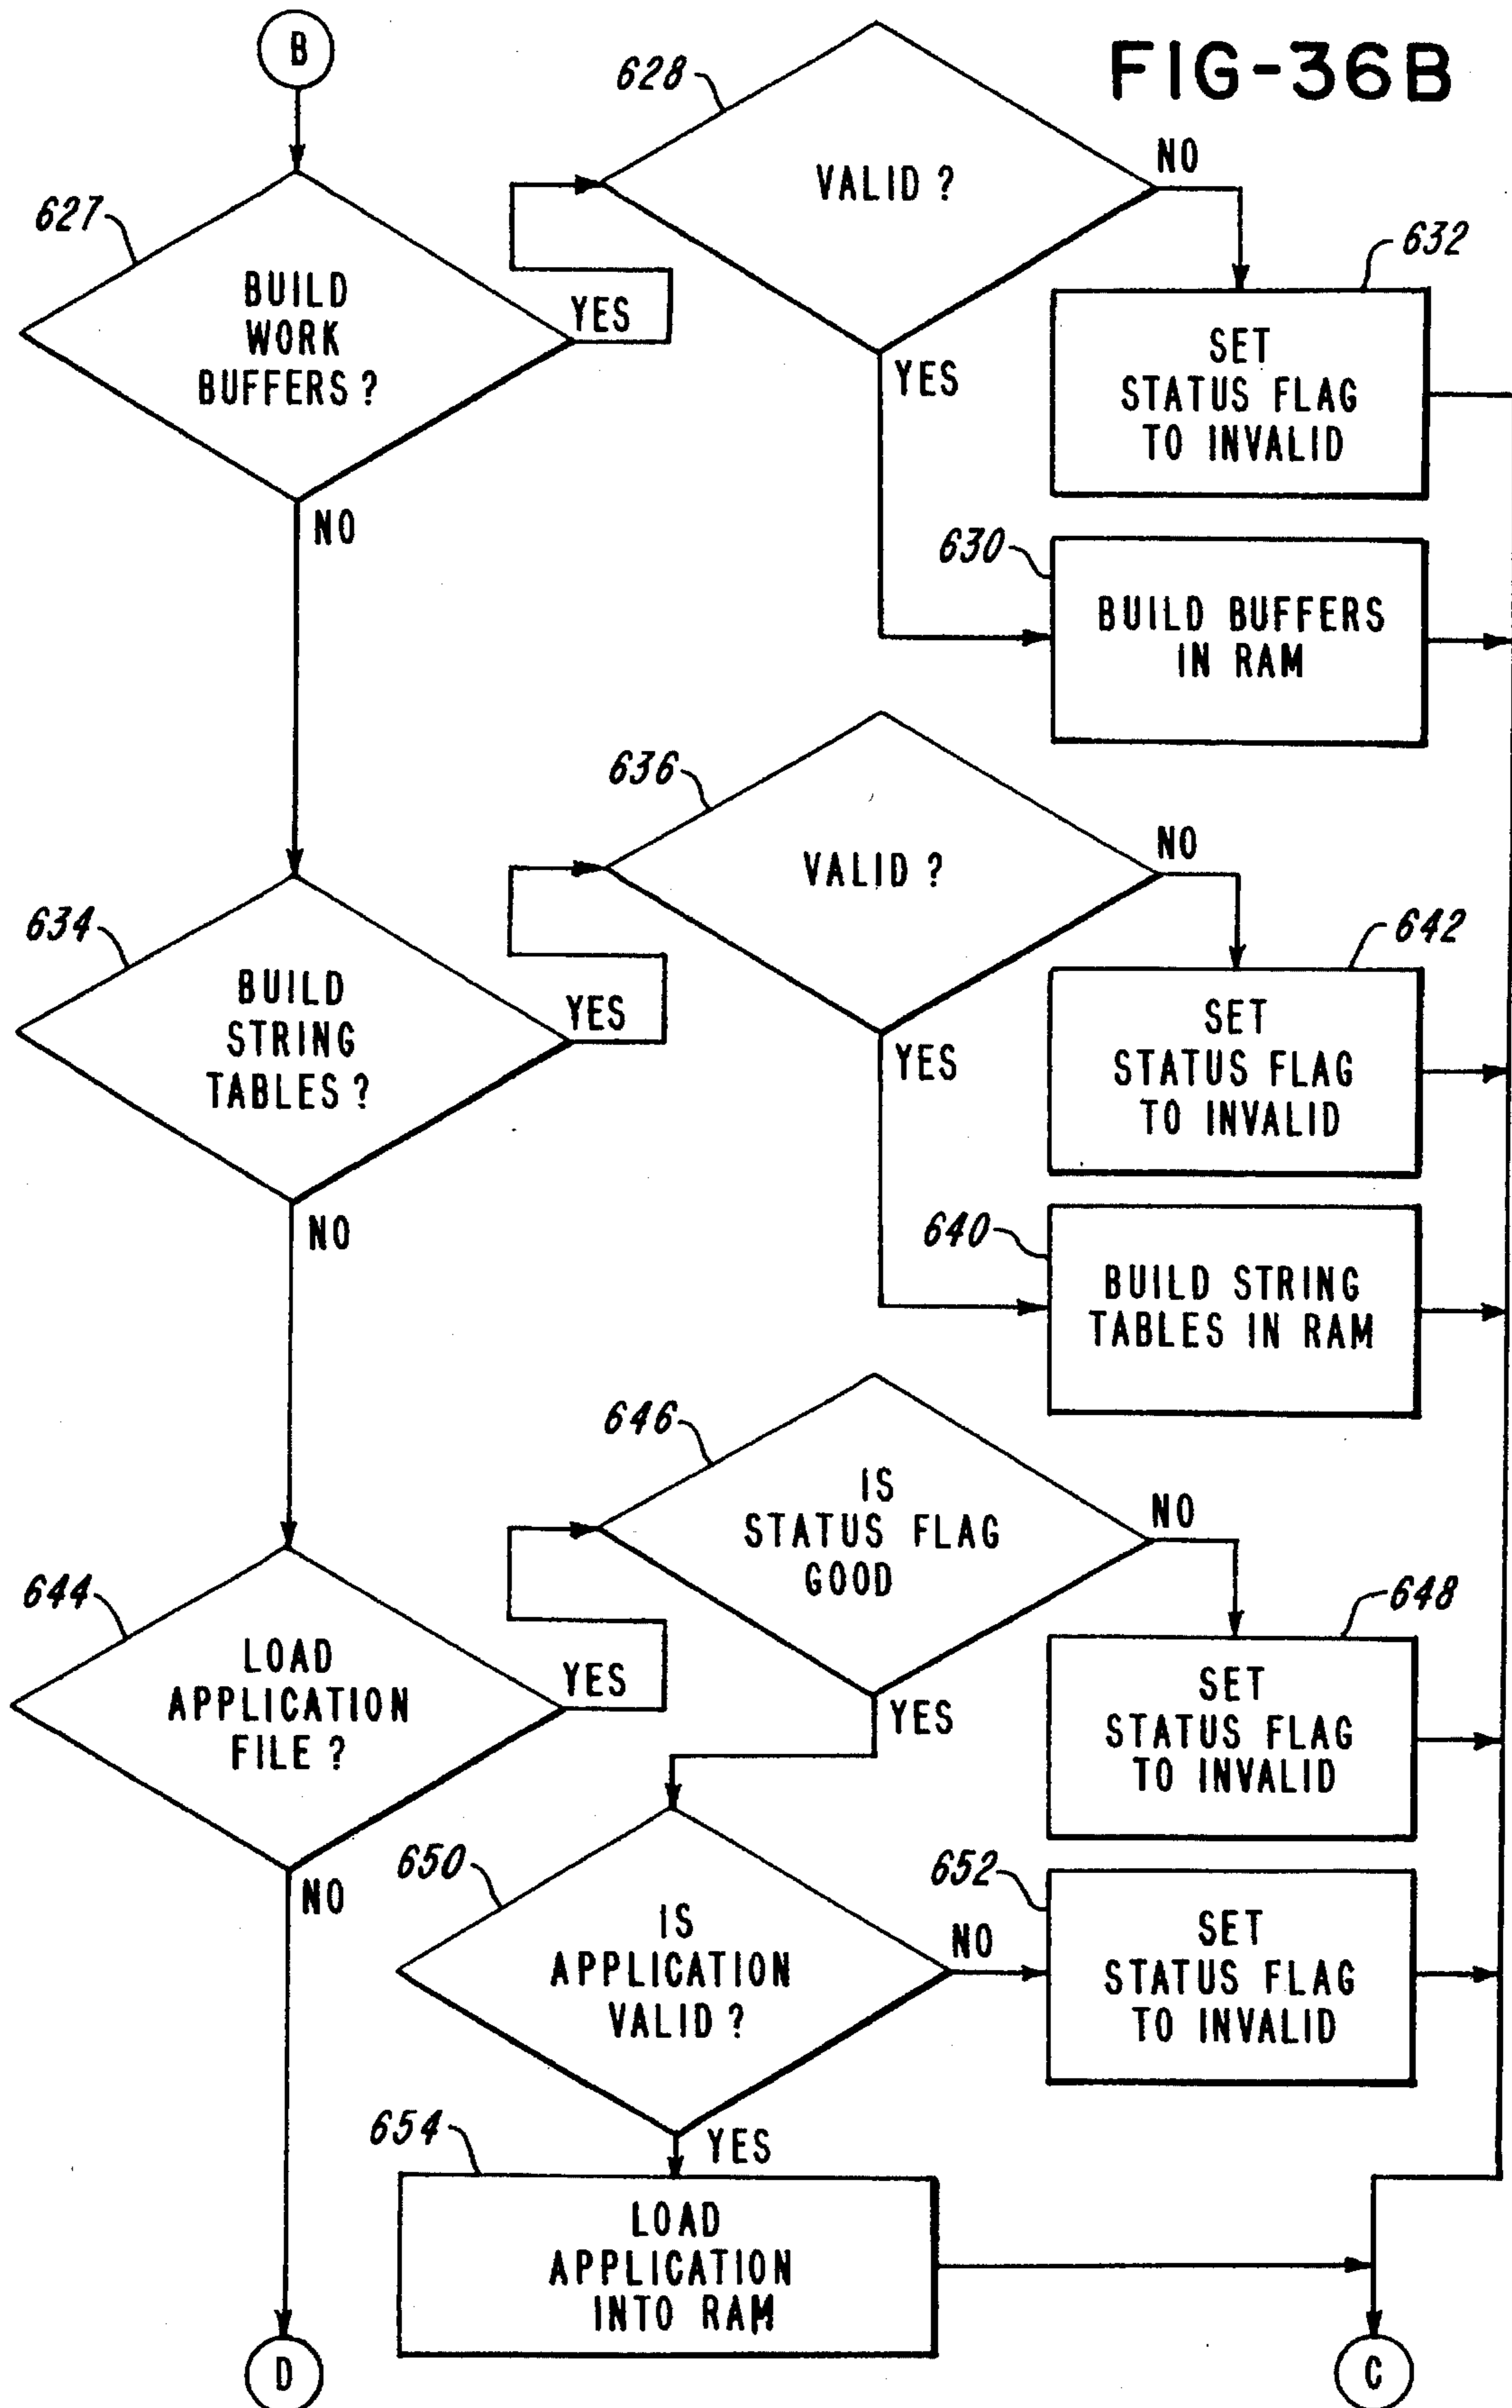 FIG-36B
B
628
VALID ?
NO
627
BUILD
WORK
BUFFERS ?
YES
632
SET
STATUS FLAG
TO INVALID
YES
NO
630
BUILD BUFFERS
IN RAM
636
VALID ?
NO
634
BUILD
STRING
TABLES ?
YES
642
SET
STATUS FLAG
TO INVALID
YES
NO
640
BUILD STRING
TABLES IN RAM
646
IS
STATUS FLAG
GOOD
NO
644
LOAD
APPLICATION
FILE ?
YES
648
SET
STATUS FLAG
TO INVALID
YES
NO
650
IS
APPLICATION
VALID ?
NO
652
SET
STATUS FLAG
TO INVALID
YES
654
LOAD
APPLICATION
INTO RAM
D
C